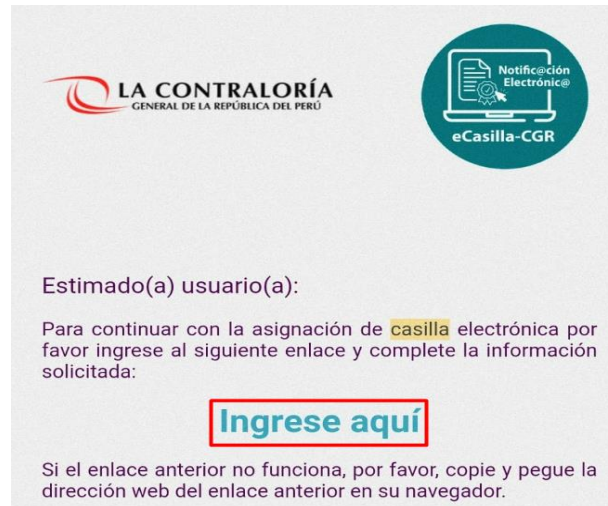 LA CONTRALORÍA
GENERAL DE LA REPÚBLICA DEL PERÚ
Notific@ción
Electrónic@
eCasilla-CGR
Estimado(a) usuario(a):
Para continuar con la asignación de casilla electrónica por
favor ingrese al siguiente enlace y complete la información
solicitada:
Ingrese aquí
Si el enlace anterior no funciona, por favor, copie y pegue la
dirección web del enlace anterior en su navegador.